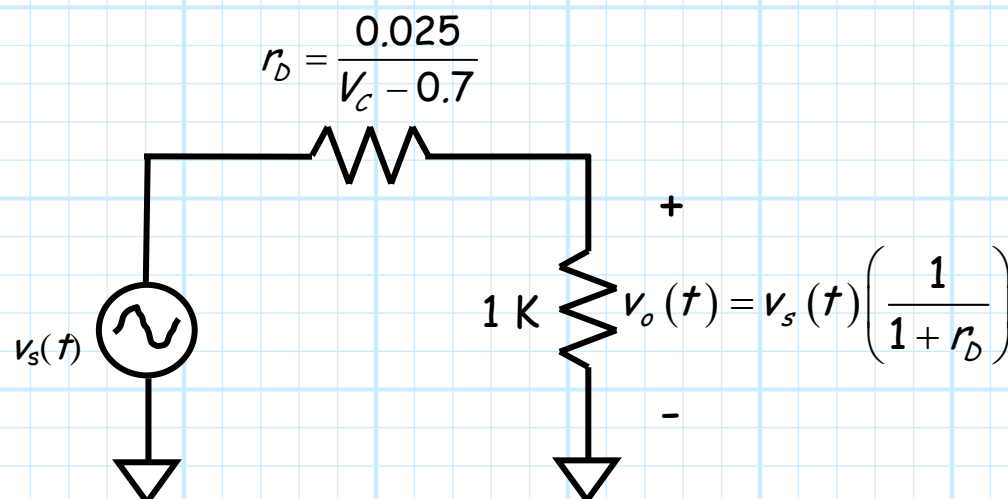 r_D = 0.025 / (V_C − 0.7)
+
1 K
v_o(t) = v_s(t) (1 / (1 + r_D))
v_s(t)
-